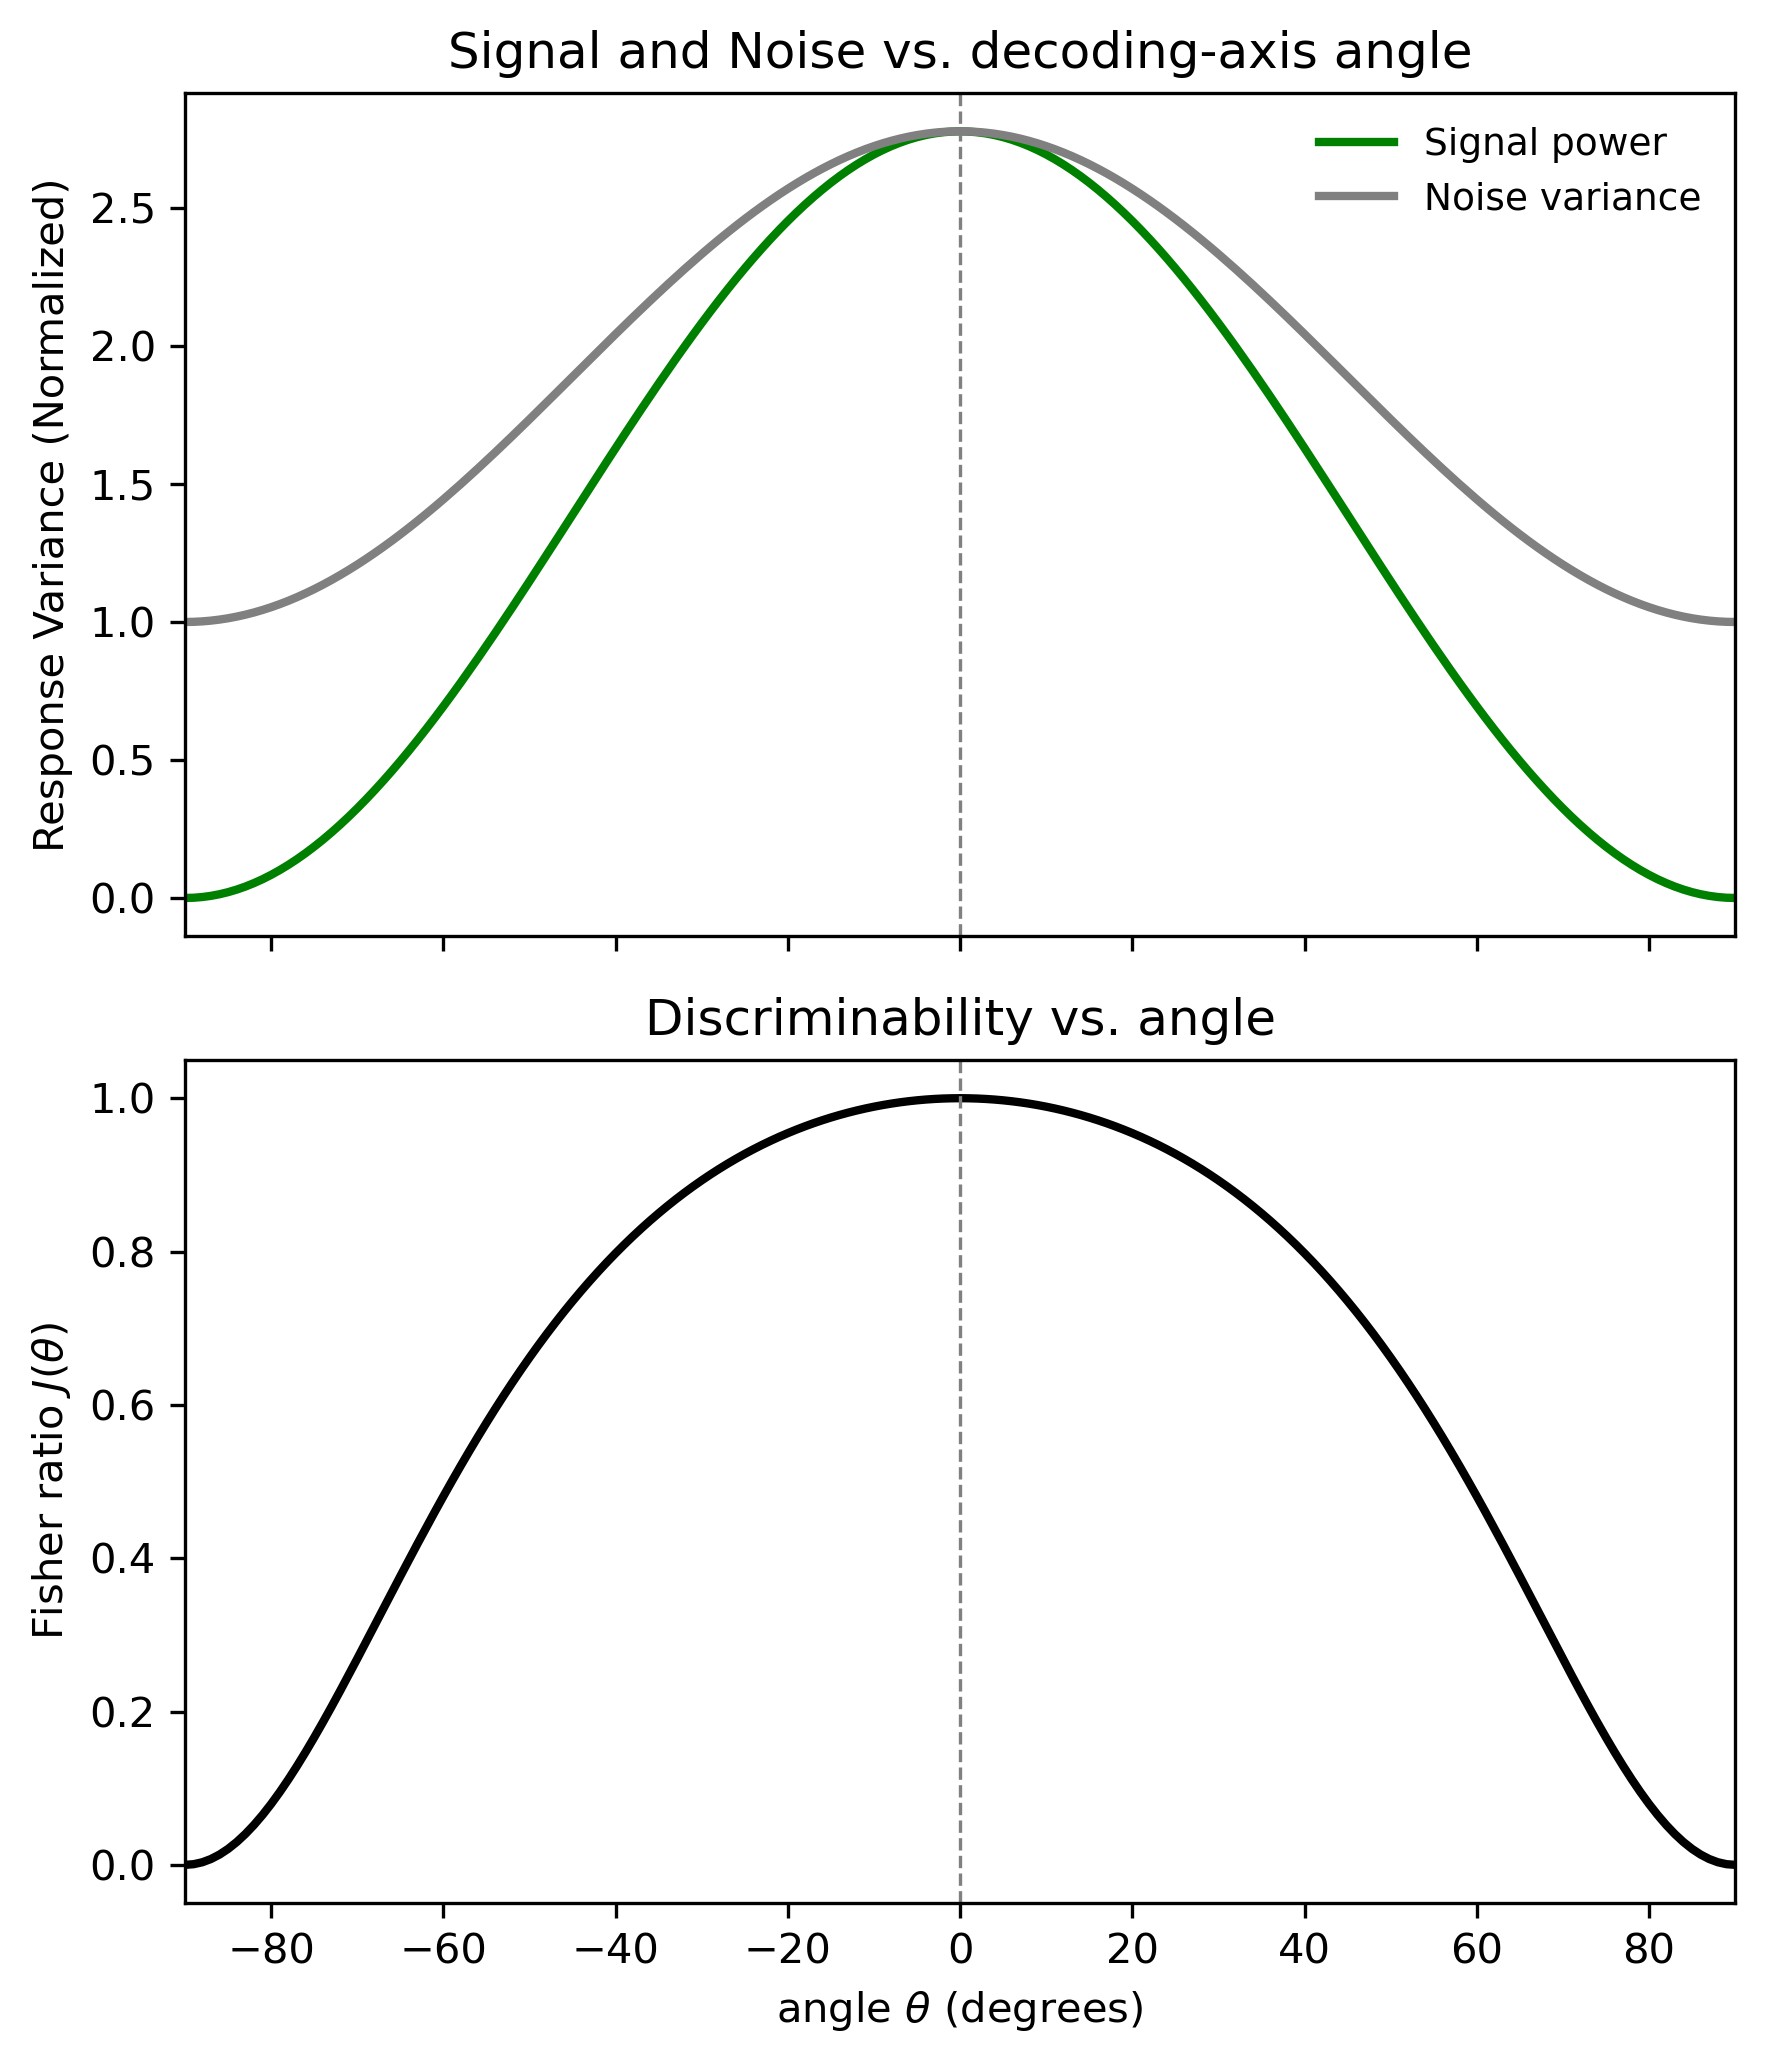 Signal and Noise vs. decoding-axis angle
Response Variance (Normalized)
2.5
2.0
1.5
1.0
0.5
0.0
Signal power
Noise variance
Discriminability vs. angle
Fisher ratio J(θ)
1.0
0.8
0.6
0.4
0.2
0.0
−80 −60 −40 −20 0 20 40 60 80
angle θ (degrees)